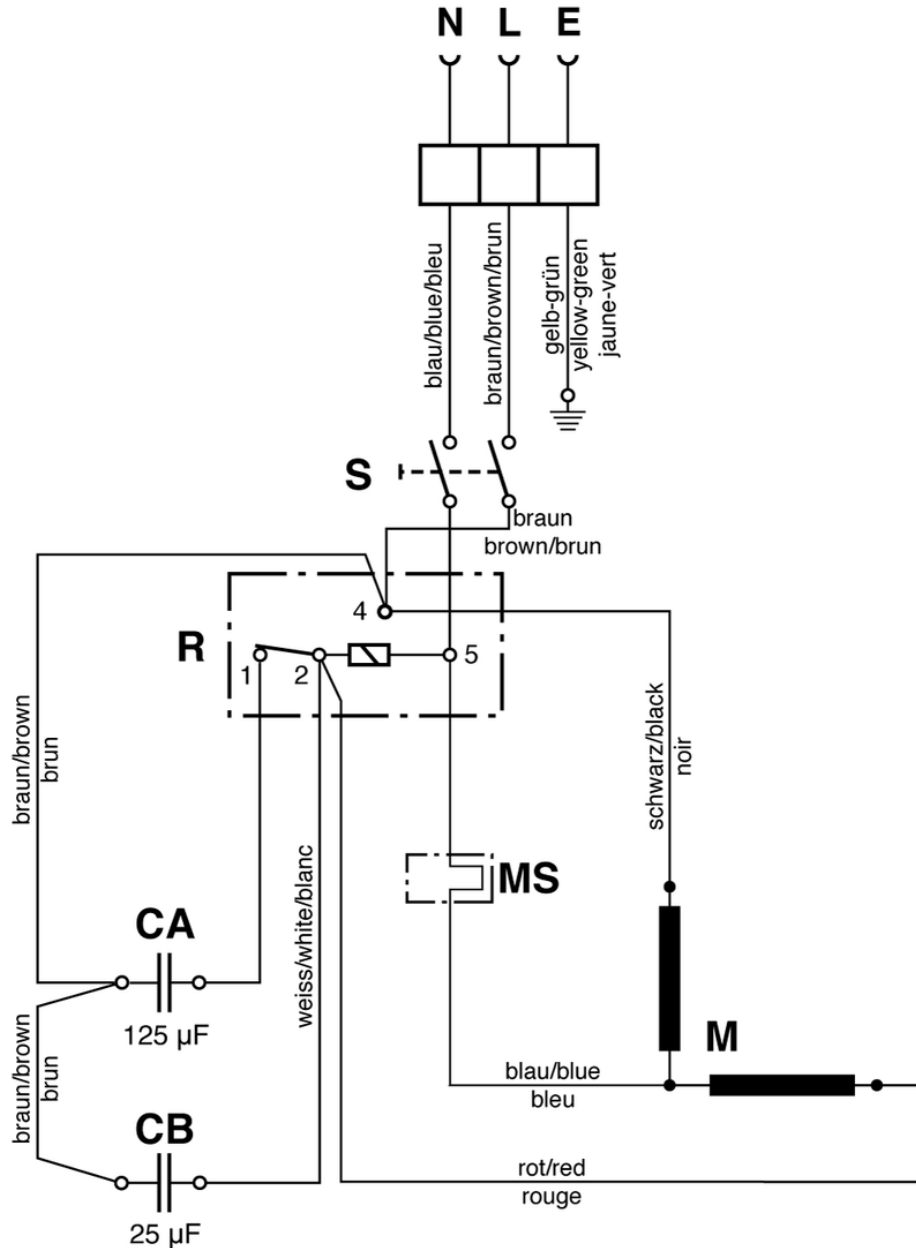 N L E
blau/blue/bleu
braun/brown/brun
gelb-grün
yellow-green
jaune-vert
S
braun
brown/brun
4
R
1
2
5
braun/brown
brun
schwarz/black
noir
MS
weiss/white/blanc
CA
125 µF
M
blau/blue
bleu
braun/brown
brun
CB
25 µF
rot/red
rouge